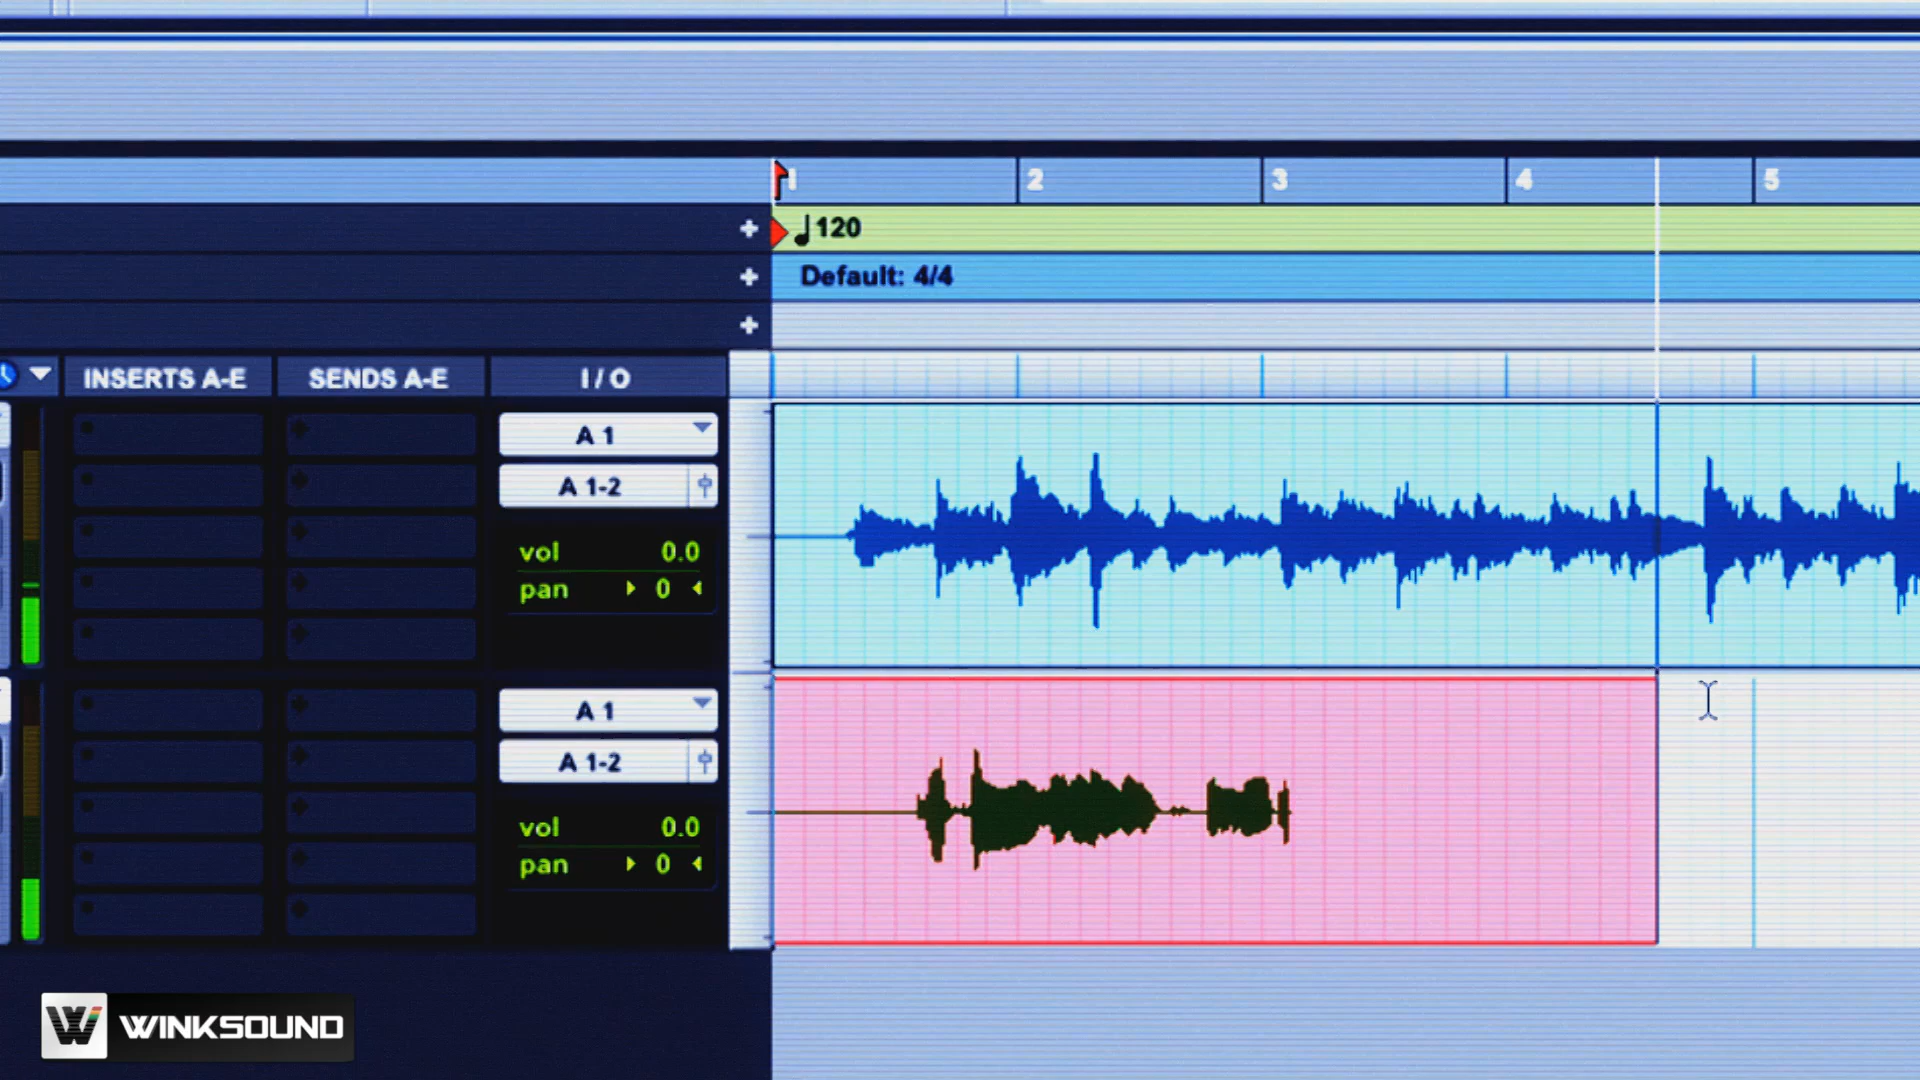 1 2 3 4 5
120
Default: 4/4
INSERTS A-E SENDS A-E I / O
A 1
A 1-2
vol 0.0
pan 0
A 1
A 1-2
vol 0.0
pan 0
W WINKSOUND